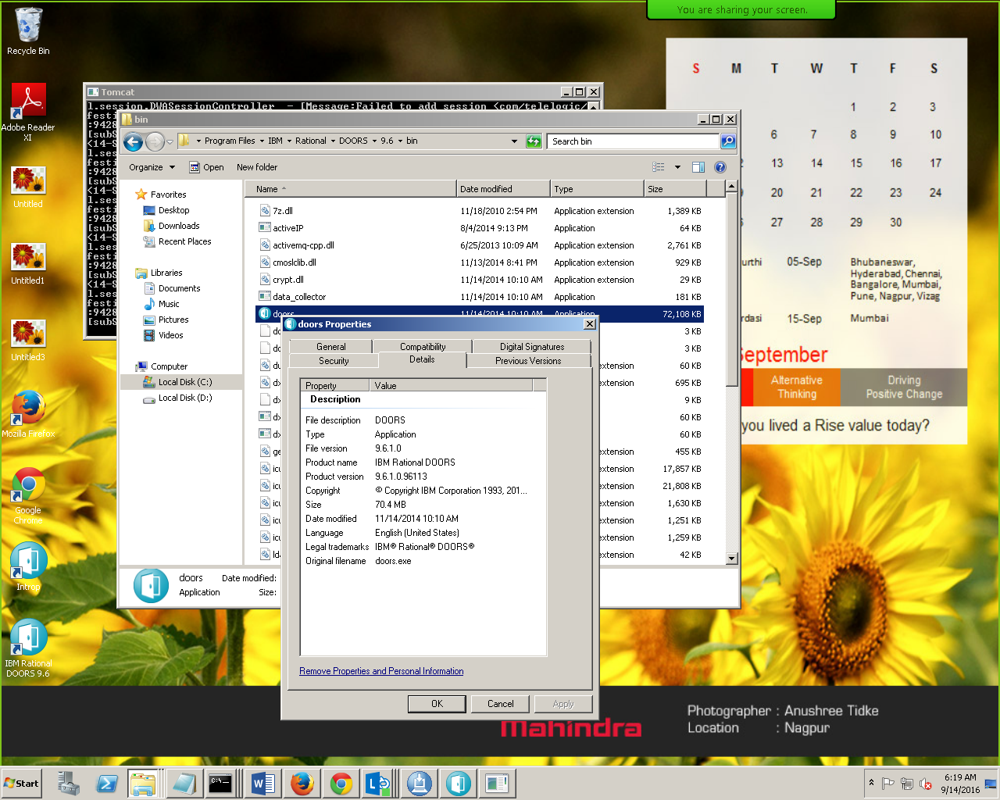 You are sharing your screen.
Recycle Bin
Adobe Reader
XI
Untitled
Untitled1
Untitled3
Mozilla Firefox
Google
Chrome
Introp
IBM Rational
DOORS 9.6
S M T W T F S
1 2 3
6 7 8 9 10
13 14 15 16 17
20 21 22 23 24
27 28 29 30
urthi 05-Sep Bhubaneswar,
Hyderabad, Chennai,
Bangalore, Mumbai,
Pune, Nagpur, Vizag
rdasi 15-Sep Mumbai
September
Alternative
Thinking
Driving
Positive Change
you lived a Rise value today?
Tomcat
l.session.DWASessionController - [Message:Failed to add session <com/telelogic/
festi
:9428
[subS
<14-S
l.ses
festi
:9428
[subS
<14-S
l.ses
festi
:9428
[subS
<14-S
l.ses
festi
:9428
[subS
<14-S
l.ses
festi
:9428
[subS
bin
Program Files IBM Rational DOORS 9.6 bin
Search bin
Organize Open New folder
Favorites
Desktop
Downloads
Recent Places
Libraries
Documents
Music
Pictures
Videos
Computer
Local Disk (C:)
Local Disk (D:)
Name Date modified Type Size
7z.dll 11/18/2010 2:54 PM Application extension 1,389 KB
activeIP 8/4/2014 9:13 PM Application 64 KB
activemq-cpp.dll 6/25/2013 10:09 AM Application extension 2,761 KB
cmoslclib.dll 11/13/2014 8:41 PM Application extension 929 KB
crypt.dll 11/14/2014 10:10 AM Application extension 29 KB
data_collector 11/14/2014 10:10 AM Application 181 KB
doors 11/14/2014 10:10 AM Application 72,108 KB
do 3 KB
do 3 KB
du 60 KB
dx extension 695 KB
dx 9 KB
dx 60 KB
dx 60 KB
ge extension 455 KB
icu extension 17,857 KB
icu extension 21,808 KB
icu extension 1,630 KB
icu extension 1,251 KB
icu extension 1,259 KB
lda extension 42 KB
doors Date modified:
Application Size:
doors Properties
General Compatibility Digital Signatures
Security Details Previous Versions
Property Value
Description
File description DOORS
Type Application
File version 9.6.1.0
Product name IBM Rational DOORS
Product version 9.6.1.0.96113
Copyright © Copyright IBM Corporation 1993, 201...
Size 70.4 MB
Date modified 11/14/2014 10:10 AM
Language English (United States)
Legal trademarks IBM® Rational® DOORS®
Original filename doors.exe
Remove Properties and Personal Information
OK Cancel Apply
Mahindra
Photographer : Anushree Tidke
Location : Nagpur
Start
C:\
6:19 AM
9/14/2016